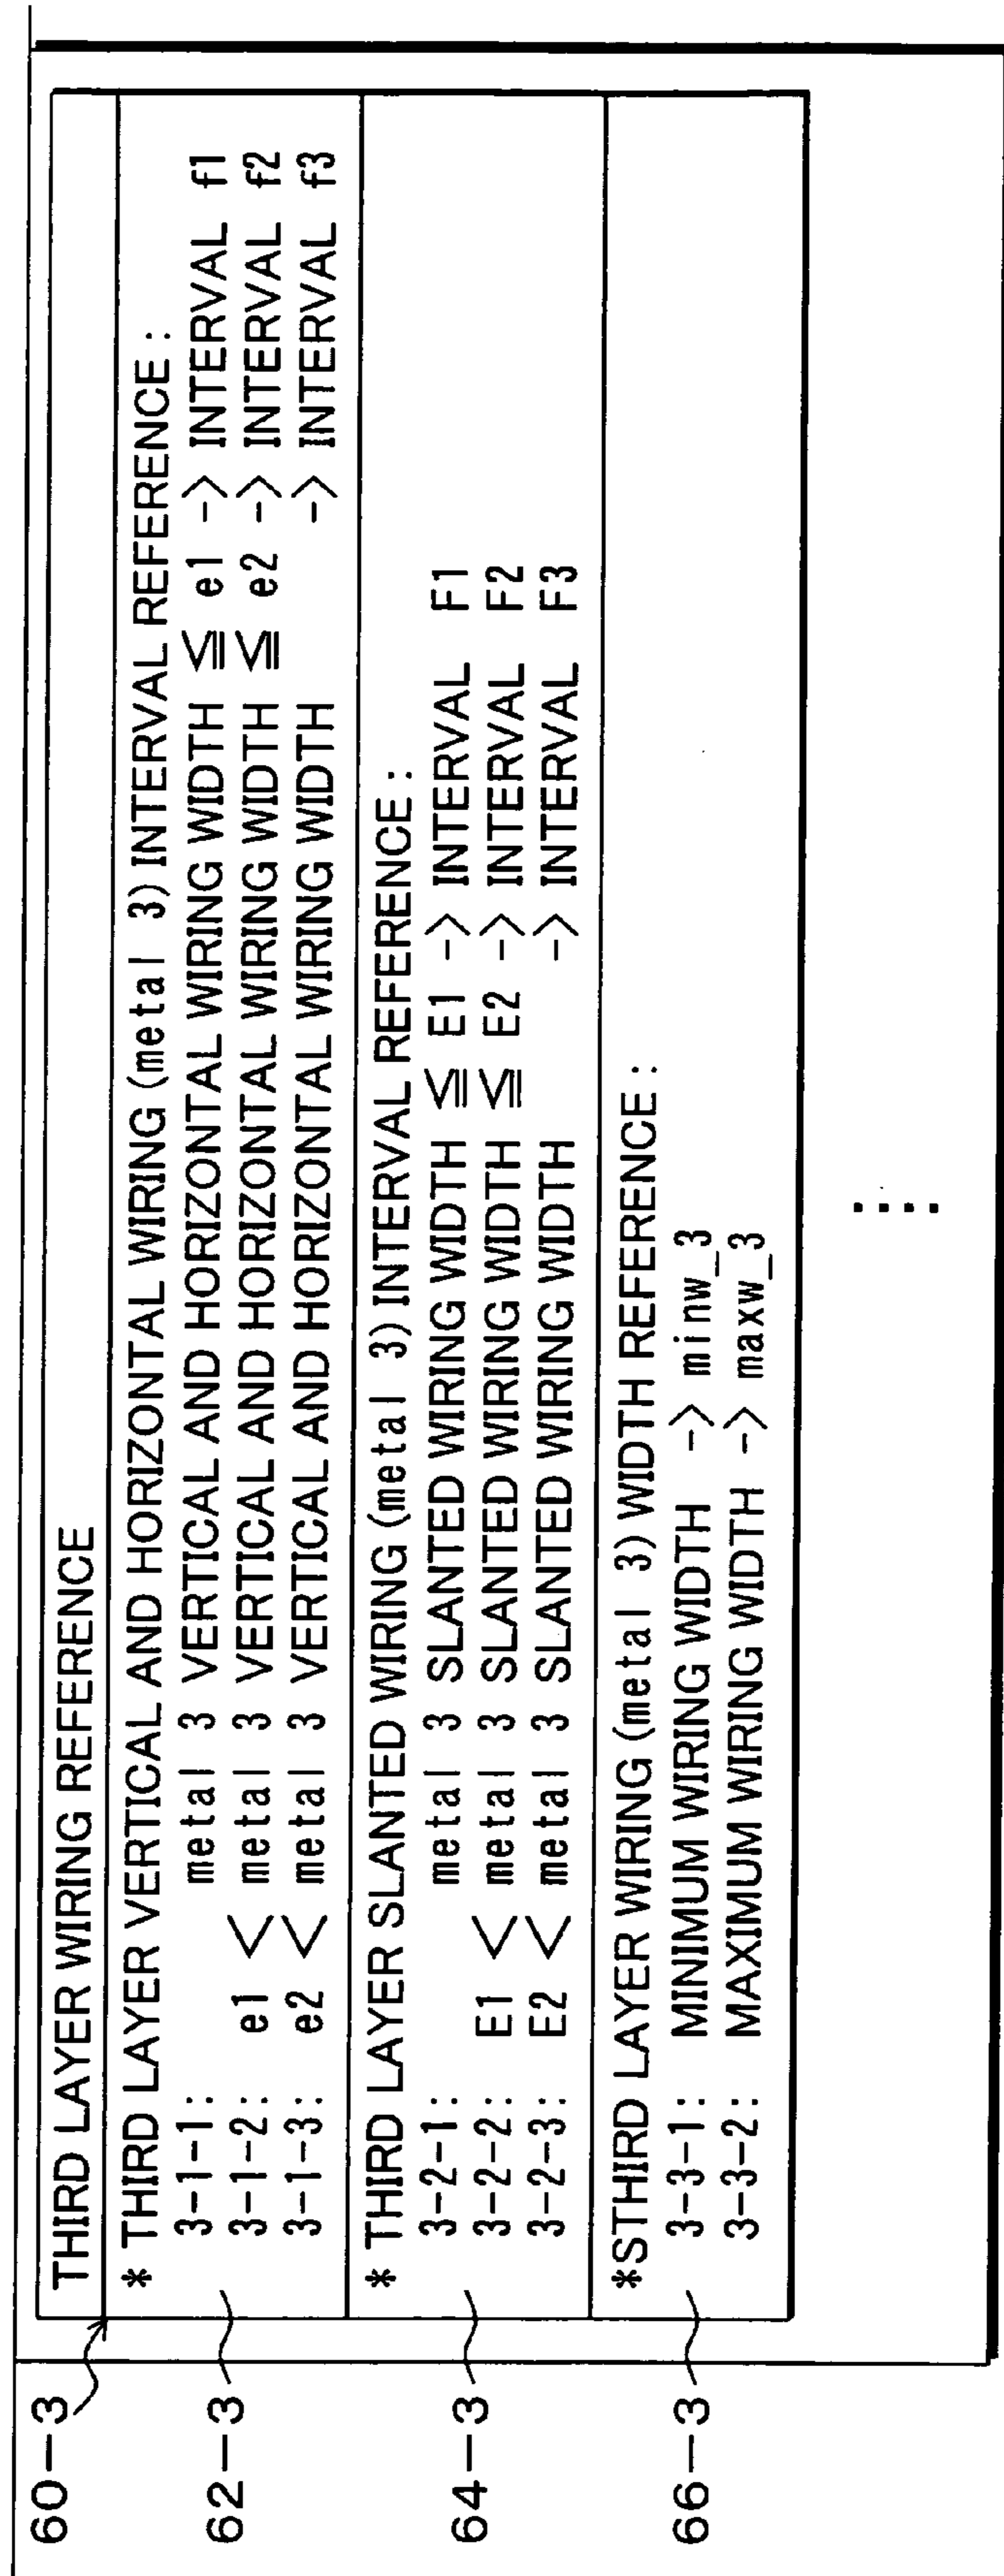 60-3
THIRD LAYER WIRING REFERENCE
62-3
* THIRD LAYER VERTICAL AND HORIZONTAL WIRING (metal 3) INTERVAL REFERENCE :
3-1-1: metal 3 VERTICAL AND HORIZONTAL WIRING WIDTH ≦ e1 -> INTERVAL f1
3-1-2: e1 < metal 3 VERTICAL AND HORIZONTAL WIRING WIDTH ≦ e2 -> INTERVAL f2
3-1-3: e2 < metal 3 VERTICAL AND HORIZONTAL WIRING WIDTH -> INTERVAL f3
64-3
* THIRD LAYER SLANTED WIRING (metal 3) INTERVAL REFERENCE :
3-2-1: metal 3 SLANTED WIRING WIDTH ≦ E1 -> INTERVAL F1
3-2-2: E1 < metal 3 SLANTED WIRING WIDTH ≦ E2 -> INTERVAL F2
3-2-3: E2 < metal 3 SLANTED WIRING WIDTH -> INTERVAL F3
66-3
*STHIRD LAYER WIRING (metal 3) WIDTH REFERENCE :
3-3-1: MINIMUM WIRING WIDTH -> minw_3
3-3-2: MAXIMUM WIRING WIDTH -> maxw_3
....